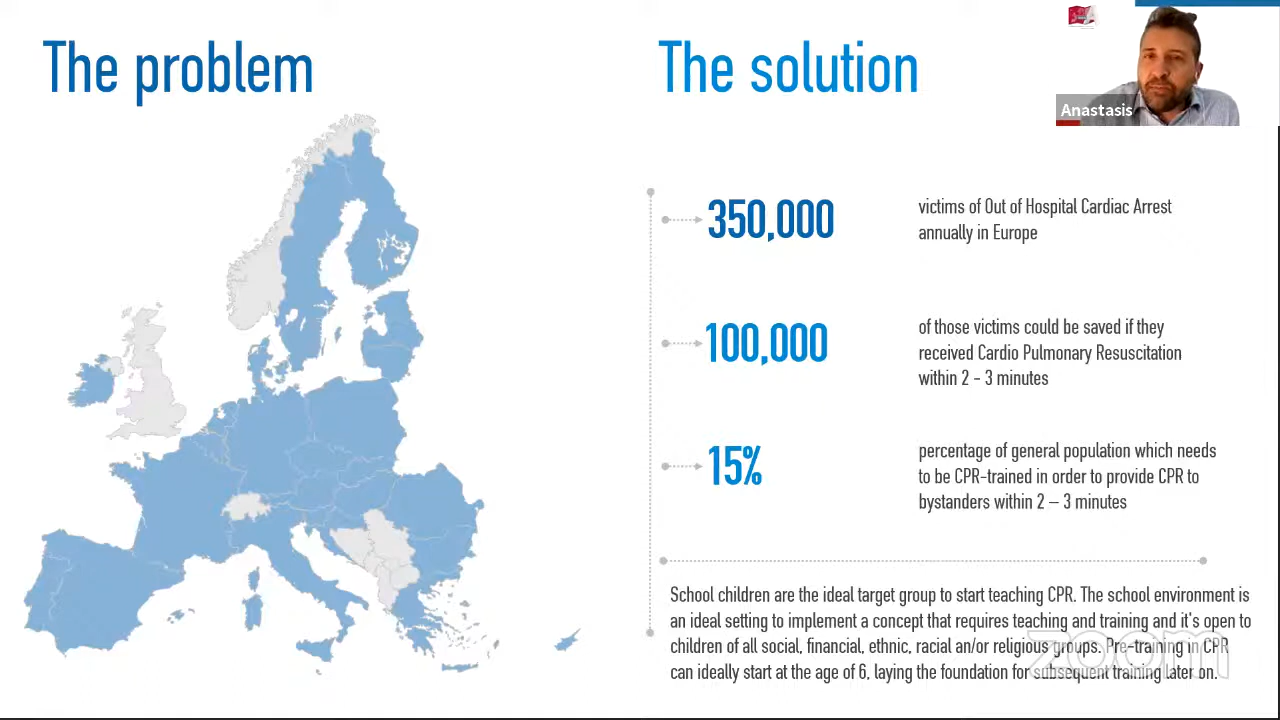 The problem
The solution
Anastasis
350,000
victims of Out of Hospital Cardiac Arrest
annually in Europe
100,000
of those victims could be saved if they
received Cardio Pulmonary Resuscitation
within 2 - 3 minutes
15%
percentage of general population which needs
to be CPR-trained in order to provide CPR to
bystanders within 2 – 3 minutes
School children are the ideal target group to start teaching CPR. The school environment is
an ideal setting to implement a concept that requires teaching and training and it's open to
children of all social, financial, ethnic, racial an/or religious groups. Pre-training in CPR
can ideally start at the age of 6, laying the foundation for subsequent training later on.
zoom